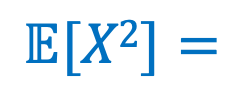 𝔼[X²] =